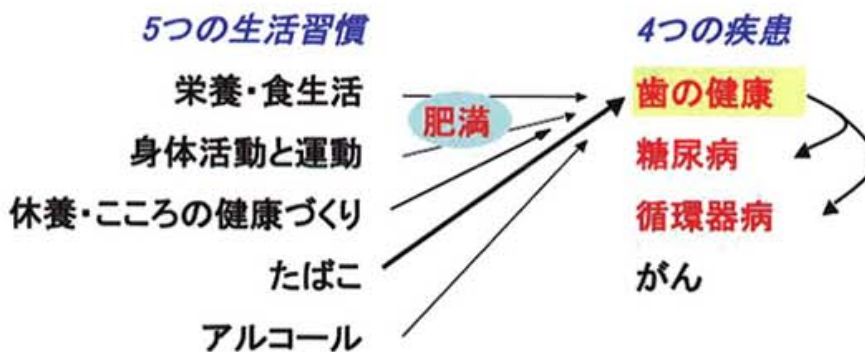 5つの生活習慣
栄養・食生活
身体活動と運動
休養・こころの健康づくり
たばこ
アルコール
肥満
4つの疾患
歯の健康
糖尿病
循環器病
がん